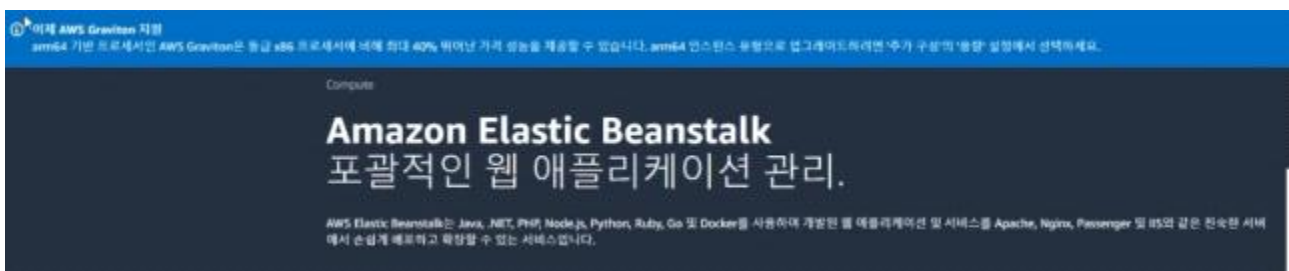 이제 AWS Graviton 지원
arm64 기반 프로세서인 AWS Graviton은 동급 x86 프로세서에 비해 최대 40% 뛰어난 가격 성능을 제공할 수 있습니다. arm64 인스턴스 유형으로 업그레이드하려면 '추가 구성'의 '용량' 설정에서 선택하세요.
Compute
Amazon Elastic Beanstalk
포괄적인 웹 애플리케이션 관리.
AWS Elastic Beanstalk는 Java, .NET, PHP, Node.js, Python, Ruby, Go 및 Docker를 사용하여 개발된 웹 애플리케이션 및 서비스를 Apache, Nginx, Passenger 및 IIS와 같은 친숙한 서버
에서 손쉽게 배포하고 확장할 수 있는 서비스입니다.